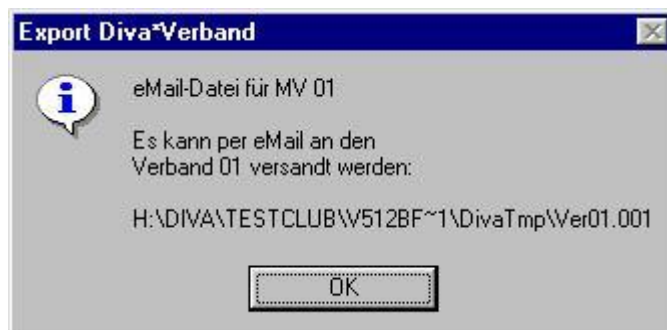 Export Diva*Verband
eMail-Datei für MV 01
Es kann per eMail an den
Verband 01 versandt werden:
H:\DIVA\TESTCLUB\V512BF~1\DivaTmp\Ver01.001
OK